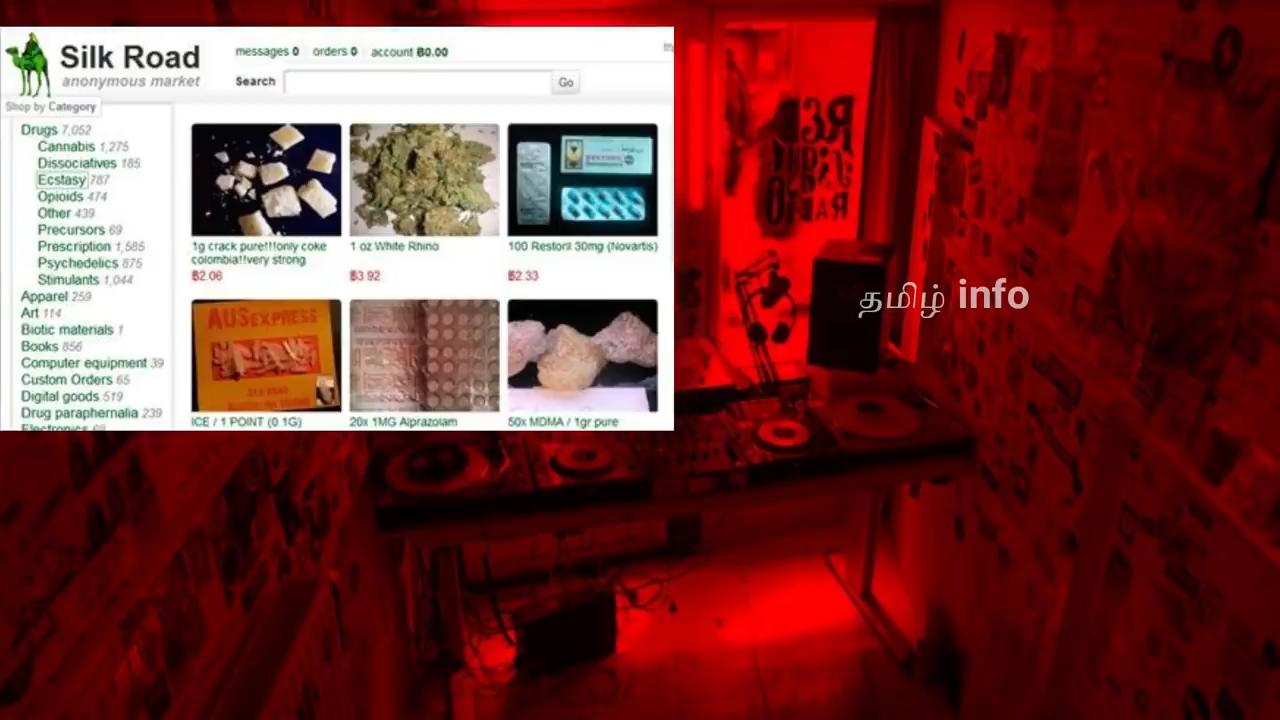 Silk Road
anonymous market
messages 0 orders 0 account ฿0.00
Search
Go
Shop by Category
Drugs 7,052
Cannabis 1,275
Dissociatives 185
Ecstasy 787
Opioids 474
Other 439
Precursors 69
Prescription 1,585
Psychedelics 875
Stimulants 1,044
Apparel 259
Art 114
Biotic materials 1
Books 856
Computer equipment 39
Custom Orders 65
Digital goods 519
Drug paraphernalia 239
Electronics
1g crack pure!!!only coke
colombia!!very strong
฿2.06
1 oz White Rhino
฿3.92
100 Restoril 30mg (Novartis)
฿2.33
AUSEXPRESS
ICE / 1 POINT (0.1G)
20x 1MG Alprazolam
50x MDMA / 1gr pure
RED
RADIO
தமிழ் info